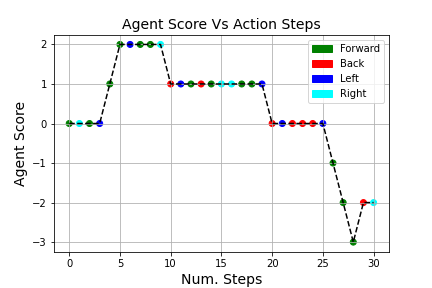 Agent Score Vs Action Steps
Agent Score
2
1
0
−1
−2
−3
Forward
Back
Left
Right
0 5 10 15 20 25 30
Num. Steps